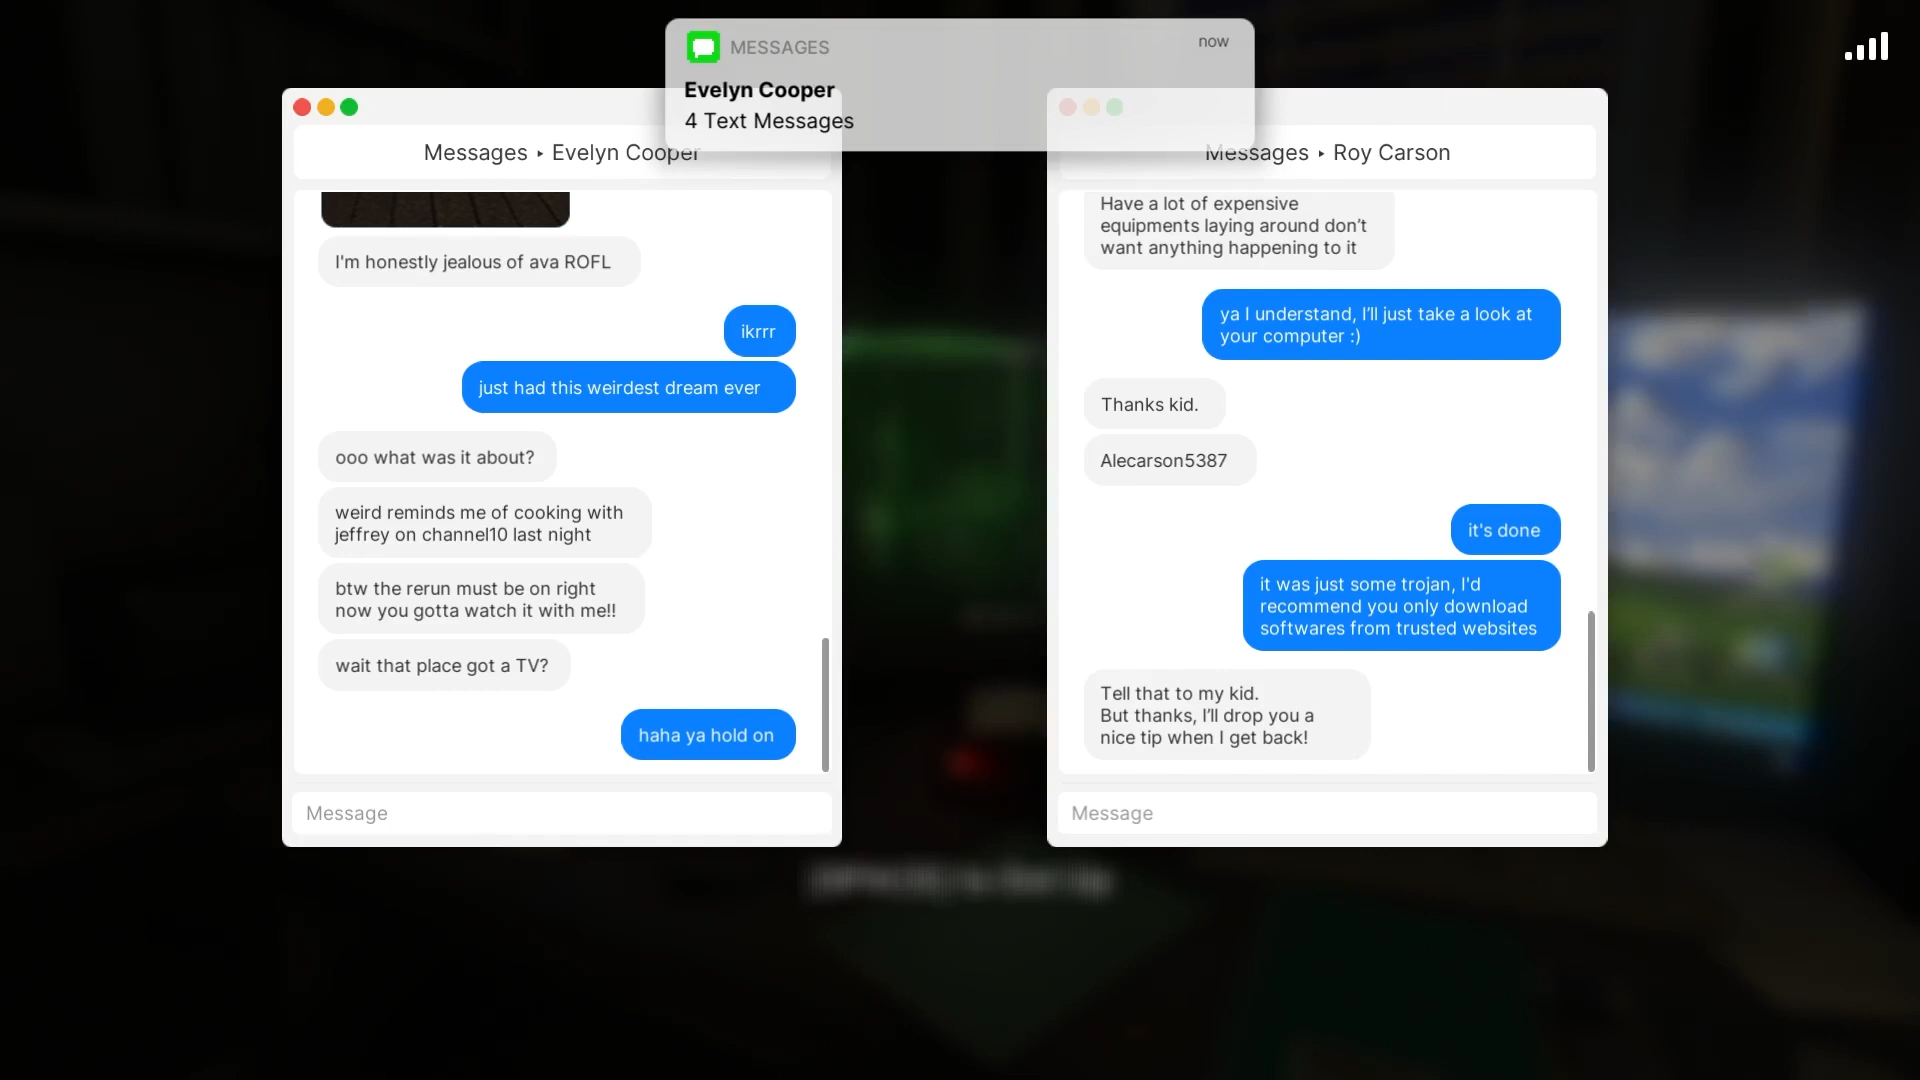 MESSAGES
now
Evelyn Cooper
4 Text Messages
Messages ‣ Evelyn Cooper
I'm honestly jealous of ava ROFL
ikrrr
just had this weirdest dream ever
ooo what was it about?
weird reminds me of cooking with
jeffrey on channel10 last night
btw the rerun must be on right
now you gotta watch it with me!!
wait that place got a TV?
haha ya hold on
Message
Messages ‣ Roy Carson
Have a lot of expensive
equipments laying around don’t
want anything happening to it
ya I understand, I’ll just take a look at
your computer :)
Thanks kid.
Alecarson5387
it's done
it was just some trojan, I'd
recommend you only download
softwares from trusted websites
Tell that to my kid.
But thanks, I’ll drop you a
nice tip when I get back!
Message